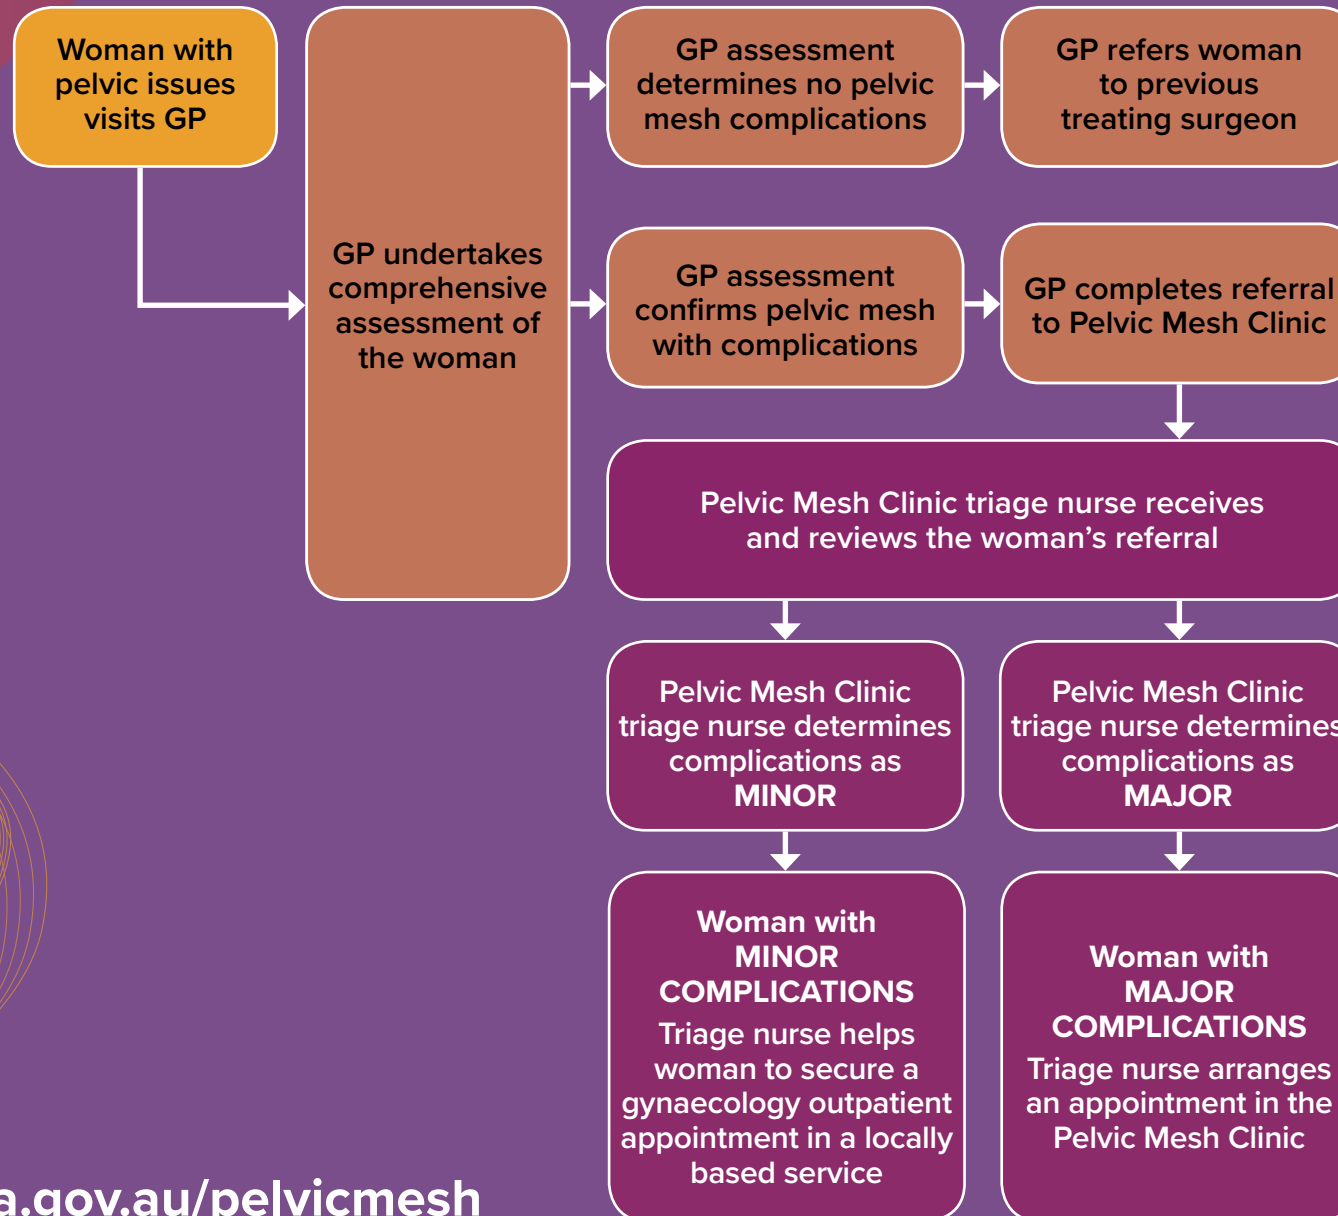 Woman with
pelvic issues
visits GP
GP undertakes
comprehensive
assessment of
the woman
GP assessment
determines no pelvic
mesh complications
GP refers woman
to previous
treating surgeon
GP assessment
confirms pelvic mesh
with complications
GP completes referral
to Pelvic Mesh Clinic
Pelvic Mesh Clinic triage nurse receives
and reviews the woman’s referral
Pelvic Mesh Clinic
triage nurse determines
complications as
MINOR
Pelvic Mesh Clinic
triage nurse determines
complications as
MAJOR
Woman with
MINOR
COMPLICATIONS
Triage nurse helps
woman to secure a
gynaecology outpatient
appointment in a locally
based service
Woman with
MAJOR
COMPLICATIONS
Triage nurse arranges
an appointment in the
Pelvic Mesh Clinic
a.gov.au/pelvicmesh